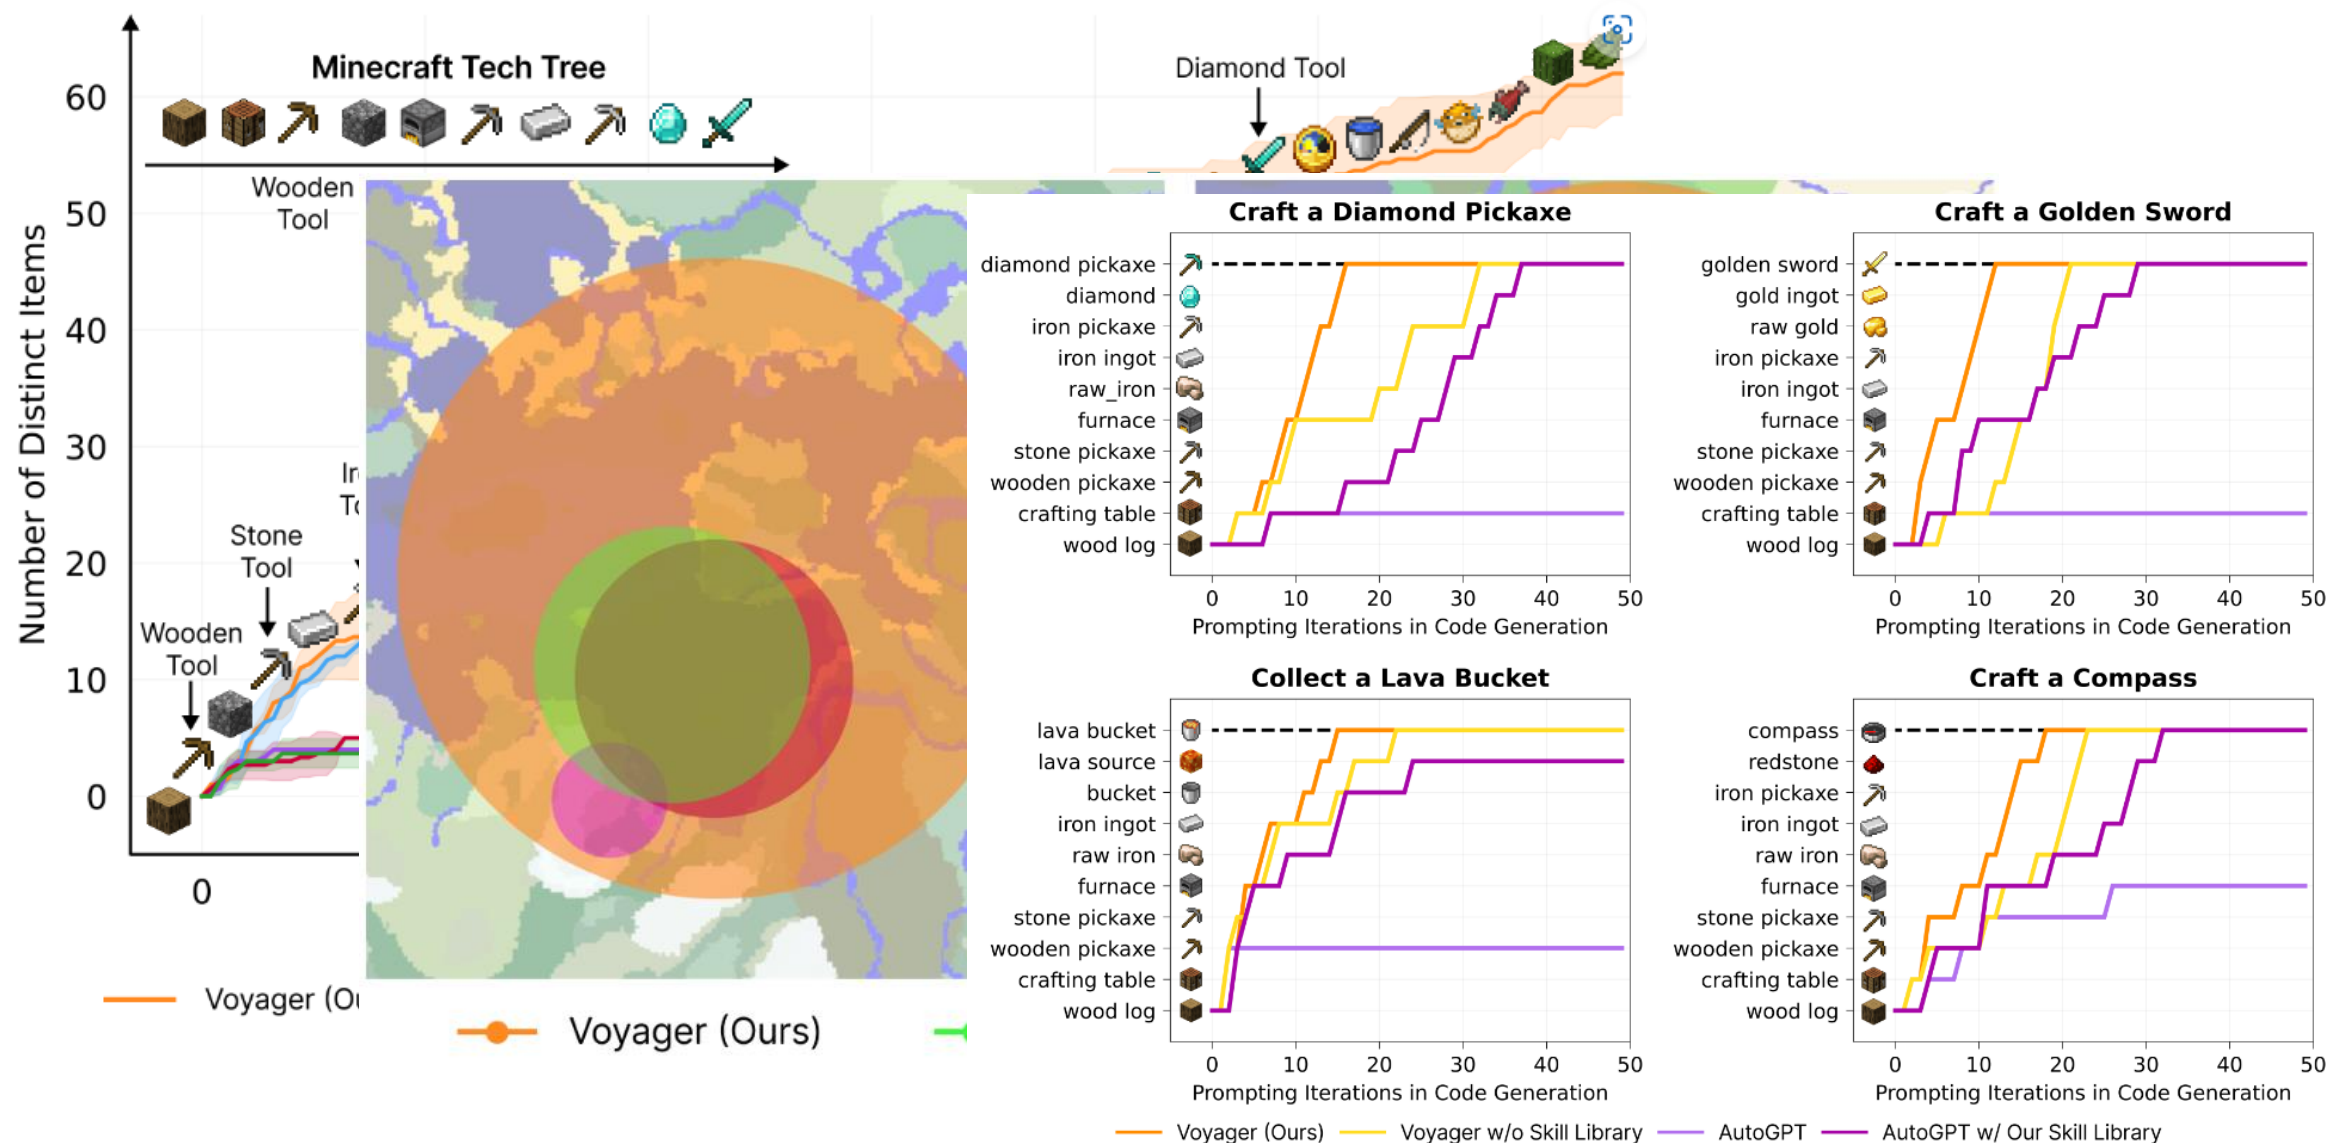 Minecraft Tech Tree
Diamond Tool
Number of Distinct Items
60
50
40
30
20
10
0
0
Wooden
Tool
Stone
Tool
Wooden
Tool
Voyager
Voyager (Ours)
Craft a Diamond Pickaxe
diamond pickaxe
diamond
iron pickaxe
iron ingot
raw_iron
furnace
stone pickaxe
wooden pickaxe
crafting table
wood log
0 10 20 30 40 50
Prompting Iterations in Code Generation
Craft a Golden Sword
golden sword
gold ingot
raw gold
iron pickaxe
iron ingot
furnace
stone pickaxe
wooden pickaxe
crafting table
wood log
0 10 20 30 40 50
Prompting Iterations in Code Generation
Collect a Lava Bucket
lava bucket
lava source
bucket
iron ingot
raw iron
furnace
stone pickaxe
wooden pickaxe
crafting table
wood log
0 10 20 30 40 50
Prompting Iterations in Code Generation
Craft a Compass
compass
redstone
iron pickaxe
iron ingot
raw iron
furnace
stone pickaxe
wooden pickaxe
crafting table
wood log
0 10 20 30 40 50
Prompting Iterations in Code Generation
Voyager (Ours) Voyager w/o Skill Library AutoGPT AutoGPT w/ Our Skill Library